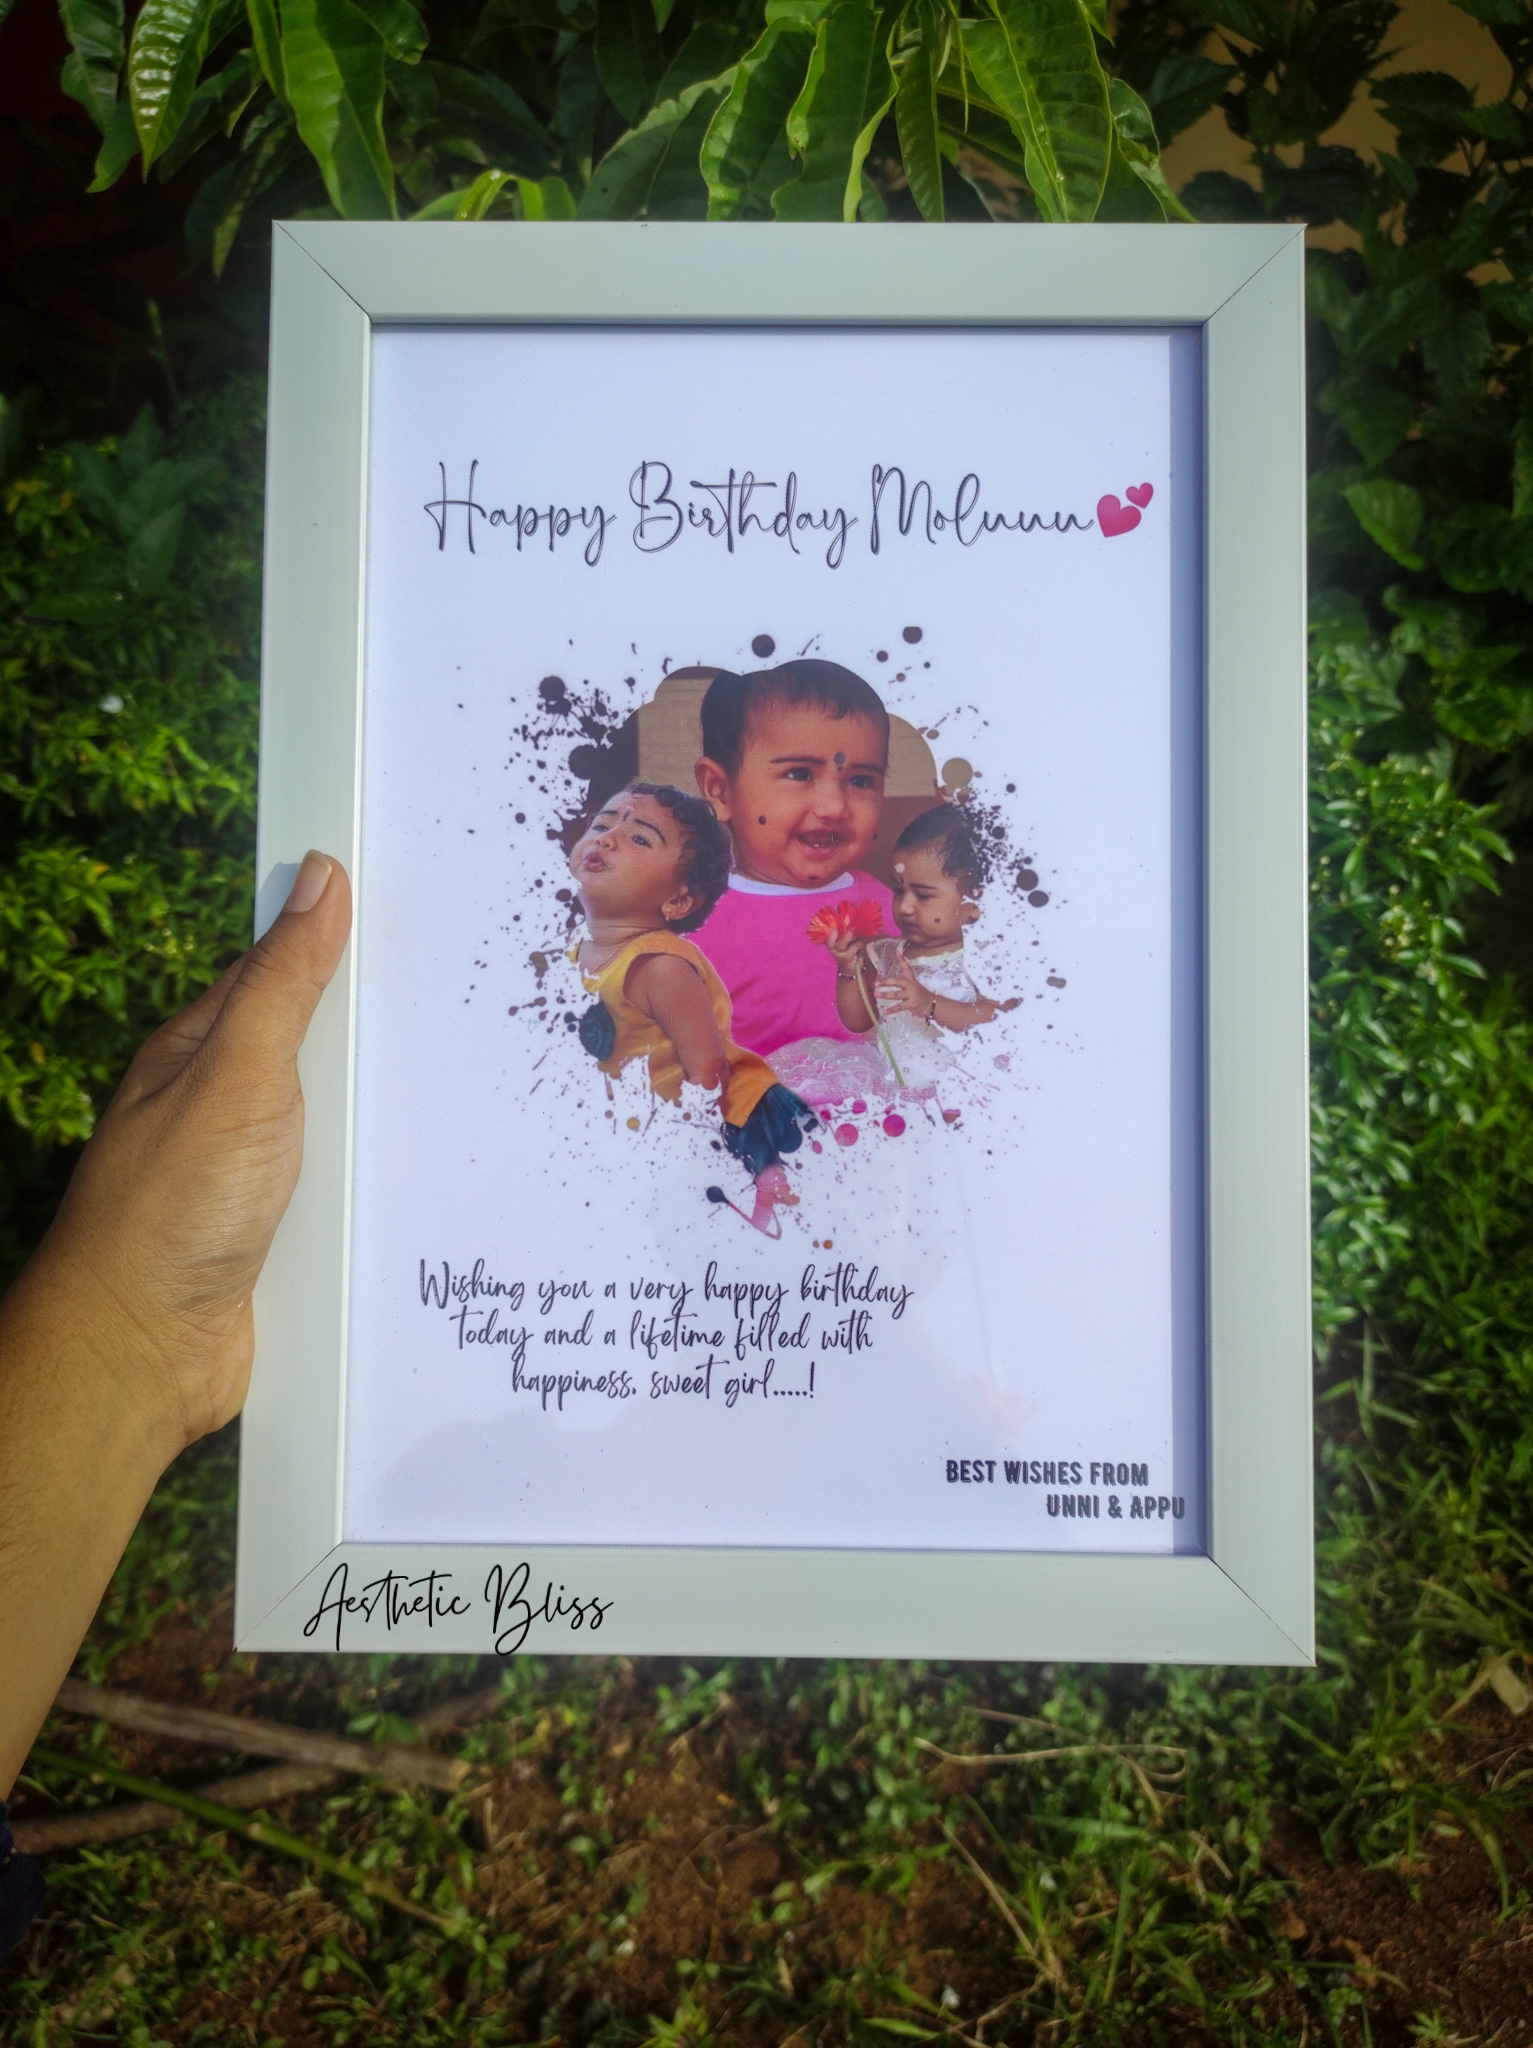 Happy Birthday Moluuu💕
Wishing you a very happy birthday
today and a lifetime filled with
happiness. sweet girl.....!
BEST WISHES FROM
UNNI & APPU
Aesthetic Bliss